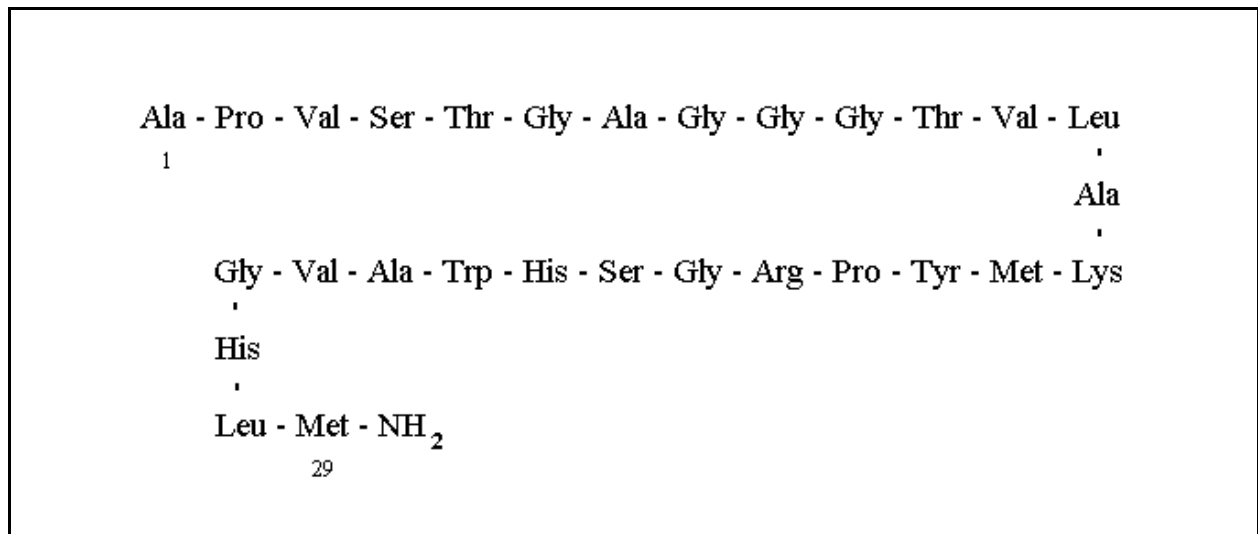 Ala - Pro - Val - Ser - Thr - Gly - Ala - Gly - Gly - Gly - Thr - Val - Leu
1
Ala
Gly - Val - Ala - Trp - His - Ser - Gly - Arg - Pro - Tyr - Met - Lys
His
Leu - Met - NH2
29